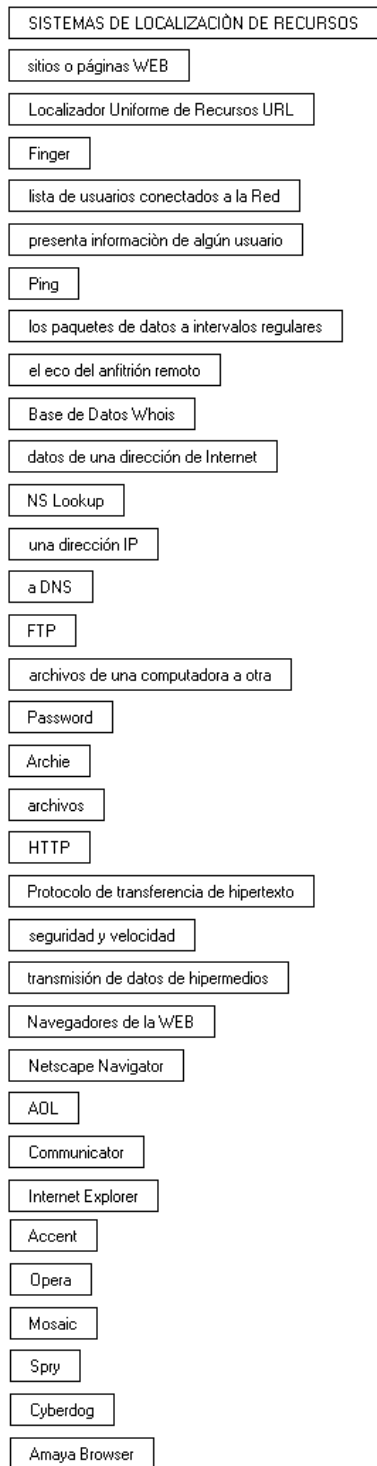 SISTEMAS DE LOCALIZACIÒN DE RECURSOS
sitios o páginas WEB
Localizador Uniforme de Recursos URL
Finger
lista de usuarios conectados a la Red
presenta informaciòn de algún usuario
Ping
los paquetes de datos a intervalos regulares
el eco del anfitrión remoto
Base de Datos Whois
datos de una dirección de Internet
NS Lookup
una dirección IP
a DNS
FTP
archivos de una computadora a otra
Password
Archie
archivos
HTTP
Protocolo de transferencia de hipertexto
seguridad y velocidad
transmisión de datos de hipermedios
Navegadores de la WEB
Netscape Navigator
AOL
Communicator
Internet Explorer
Accent
Opera
Mosaic
Spry
Cyberdog
Amaya Browser